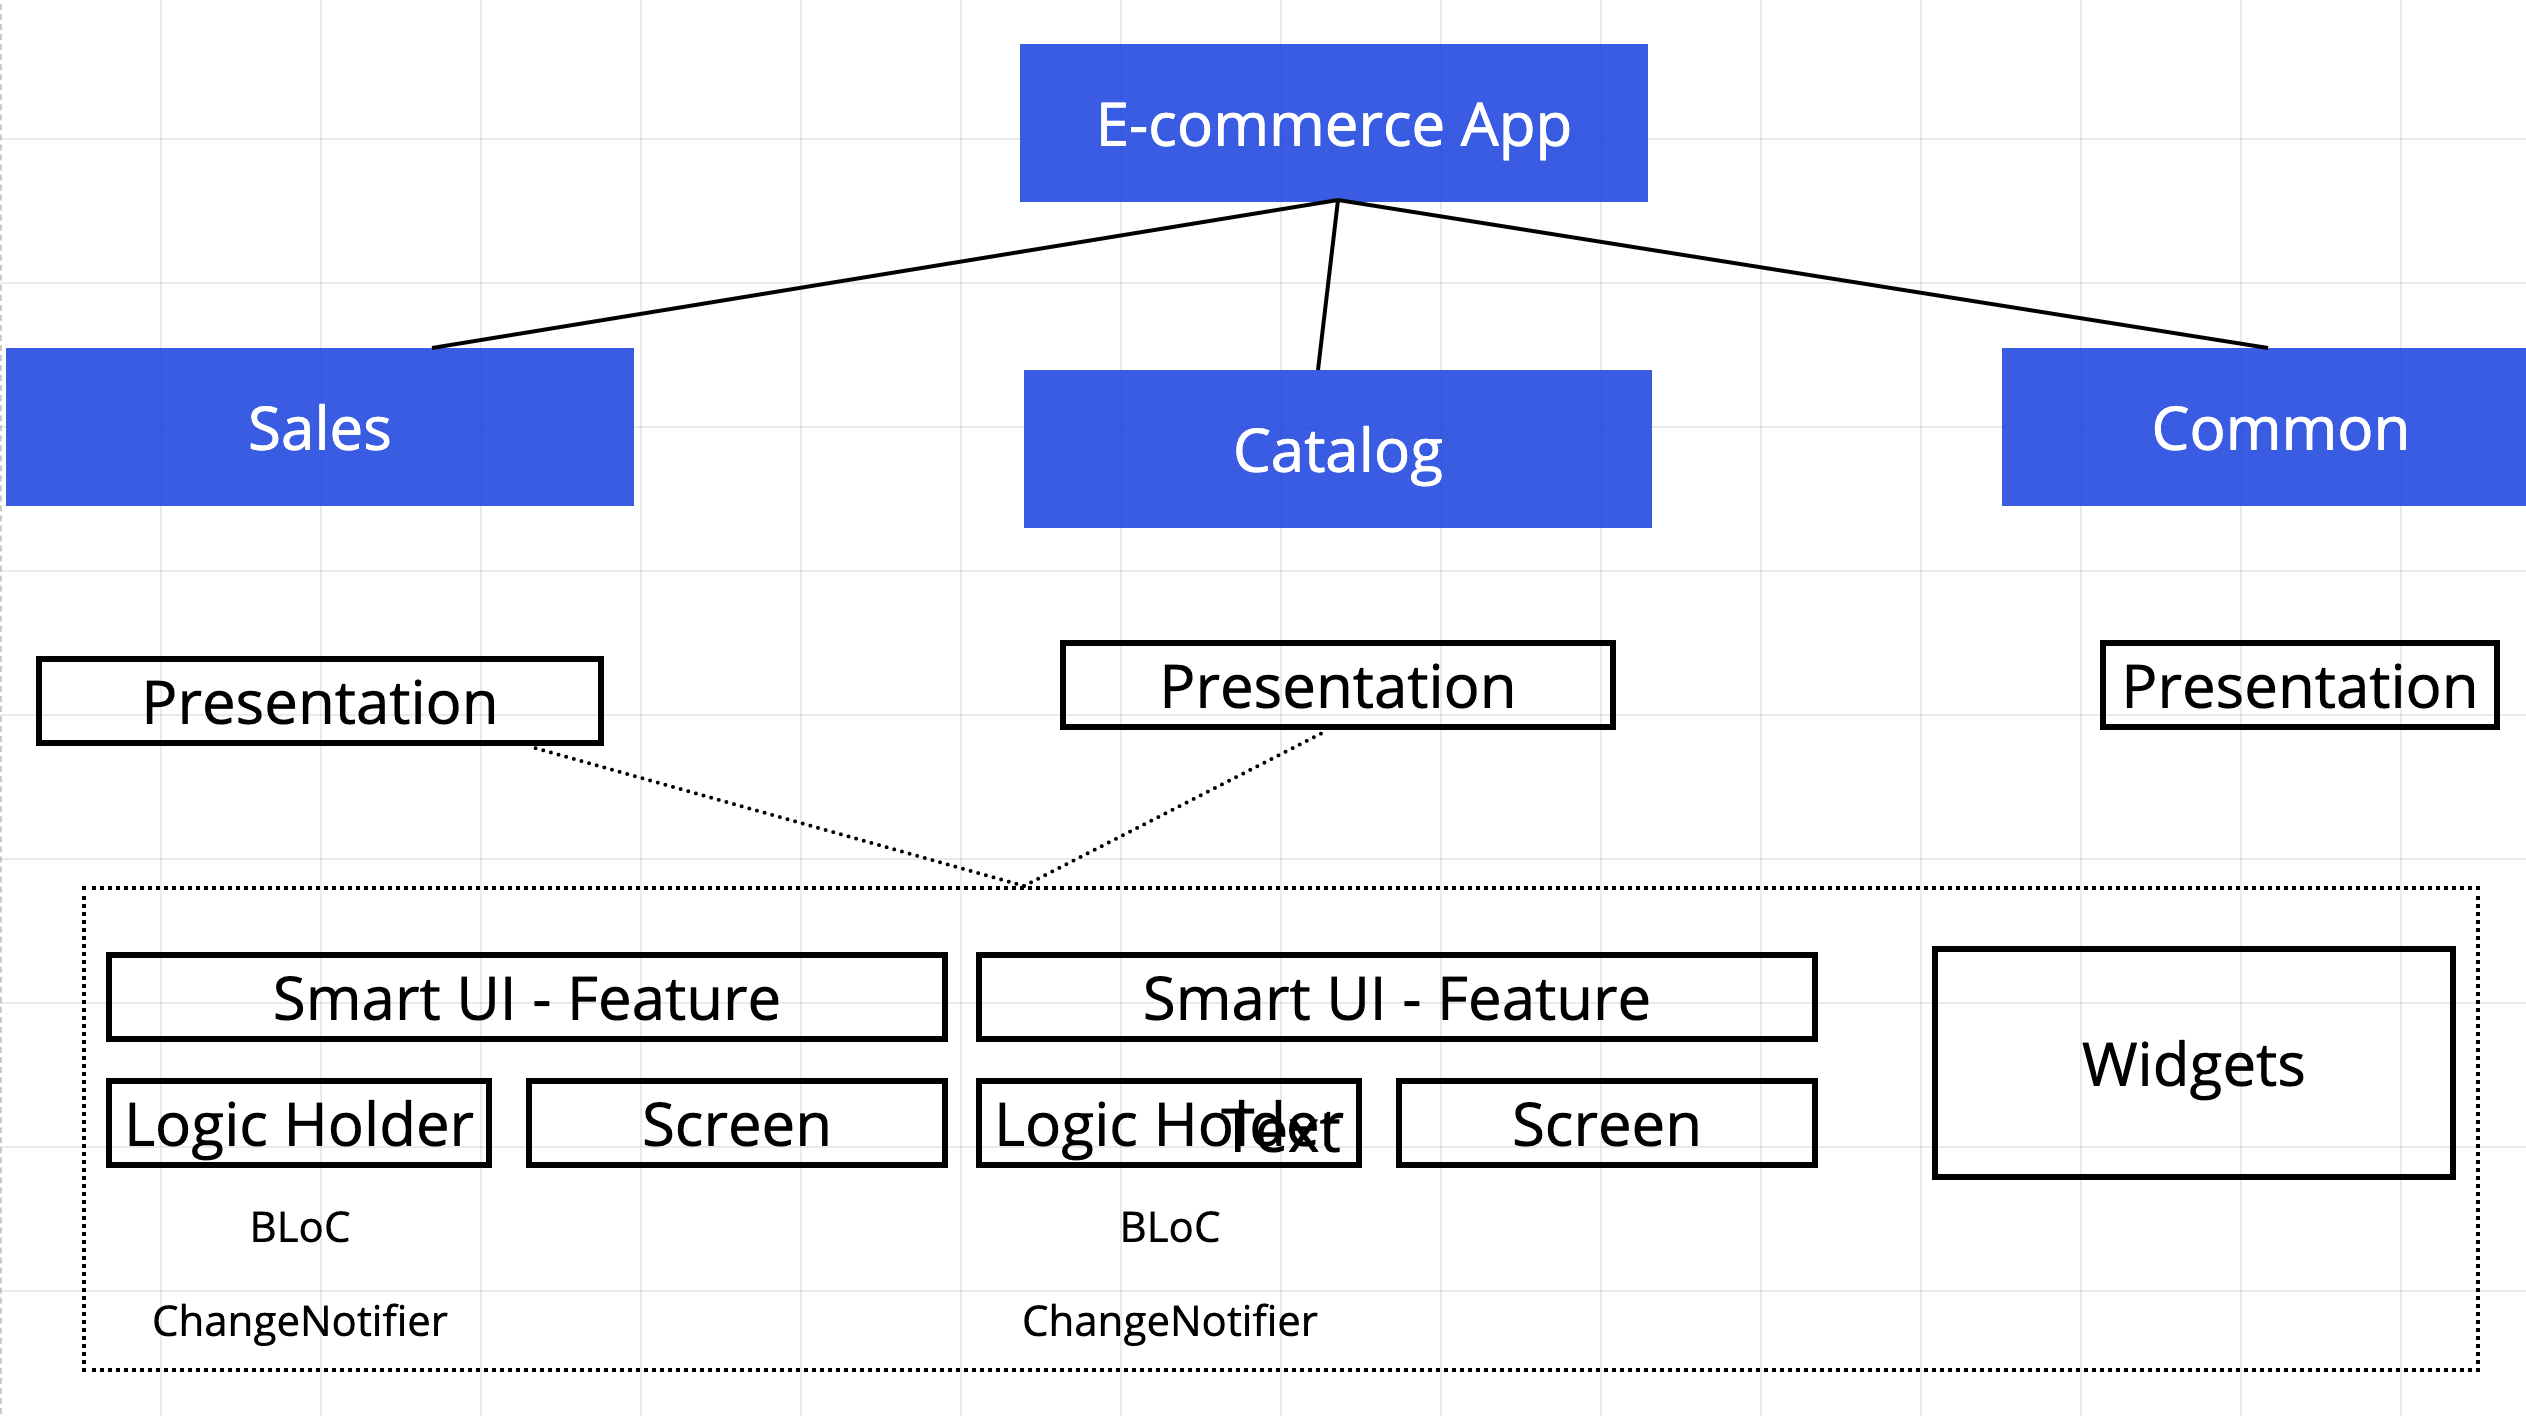 E-commerce App
Sales
Catalog
Common
Presentation
Presentation
Presentation
Smart UI - Feature
Smart UI - Feature
Widgets
Logic Holder
Screen
Logic Holder
Text
Screen
BLoC
BLoC
ChangeNotifier
ChangeNotifier